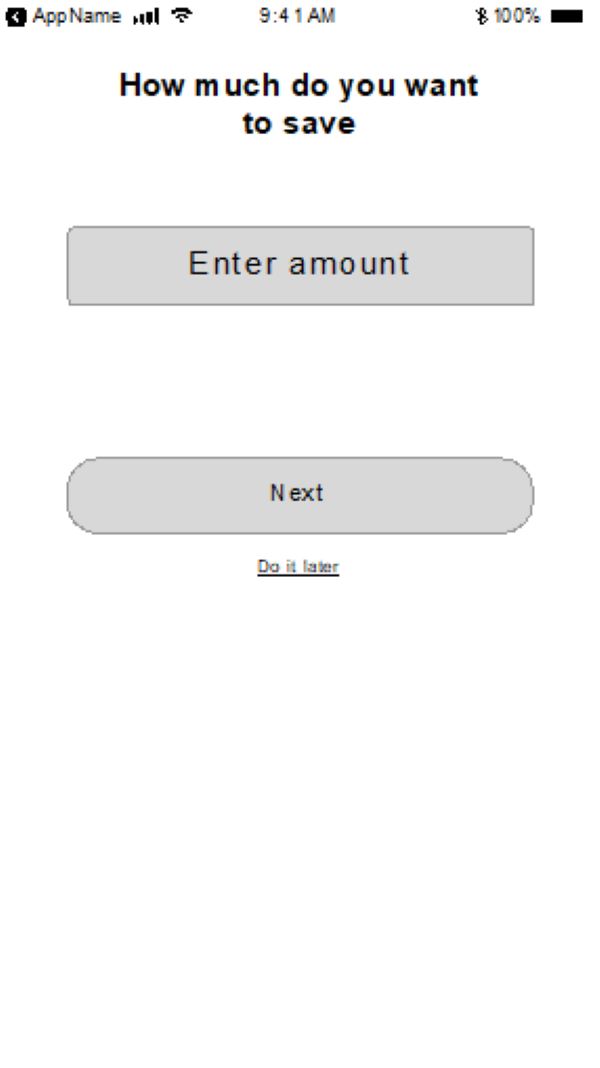 AppName 9:41 AM 100%
How much do you want
to save
Enter amount
Next
Do it later